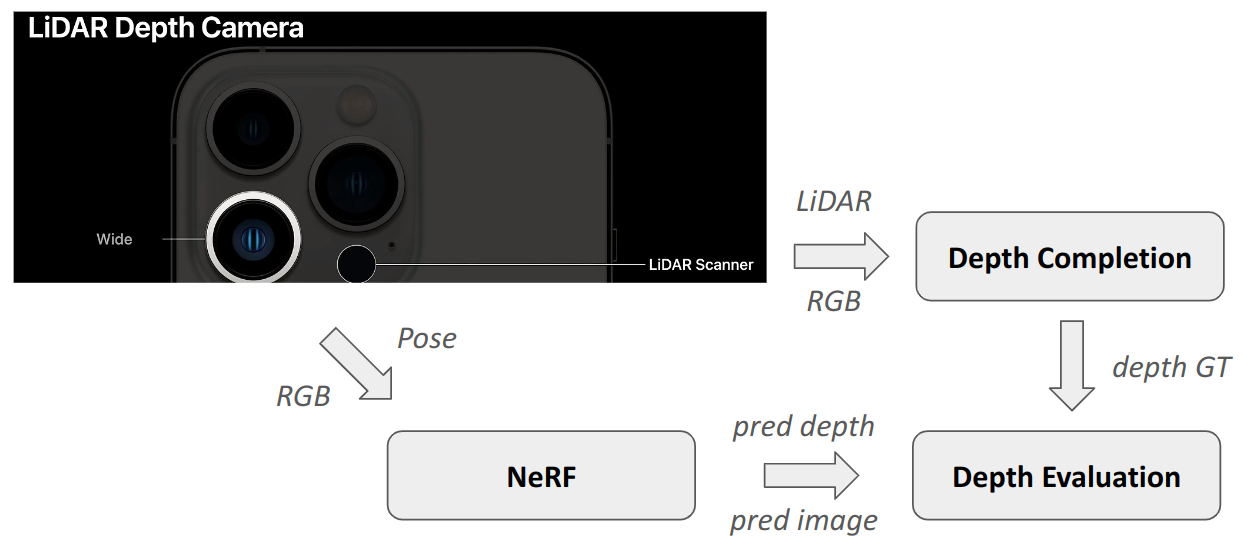 LiDAR Depth Camera
Wide
LiDAR Scanner
LiDAR
RGB
Depth Completion
Pose
RGB
depth GT
NeRF
pred depth
pred image
Depth Evaluation